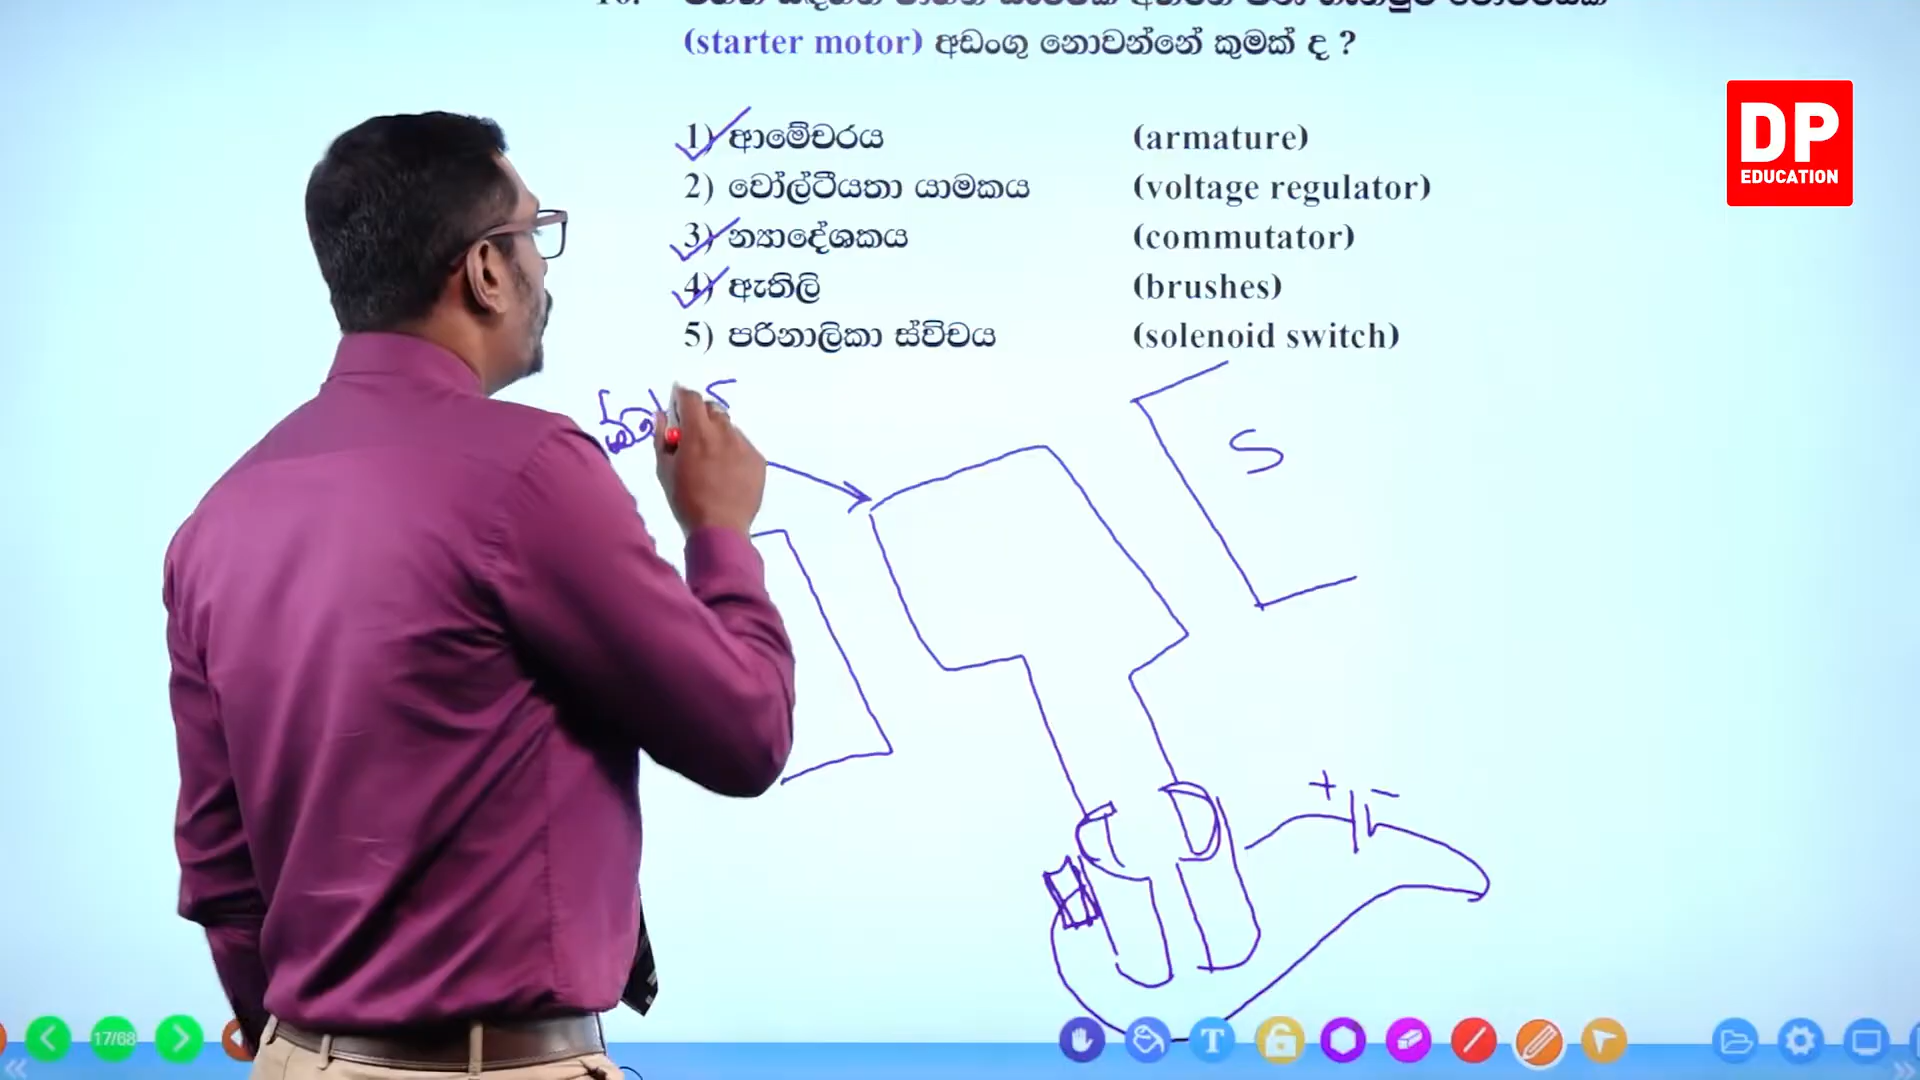 (starter motor) අඩංගු නොවන්නේ කුමක් ද ?
1) ආමේචරය (armature)
2) වෝල්ටීයතා යාමකය (voltage regulator)
3) න්‍යාදේශකය (commutator)
4) ඇතිලි (brushes)
5) පරිනාලිකා ස්විචය (solenoid switch)
DP
EDUCATION
S
+ −
17/68
T